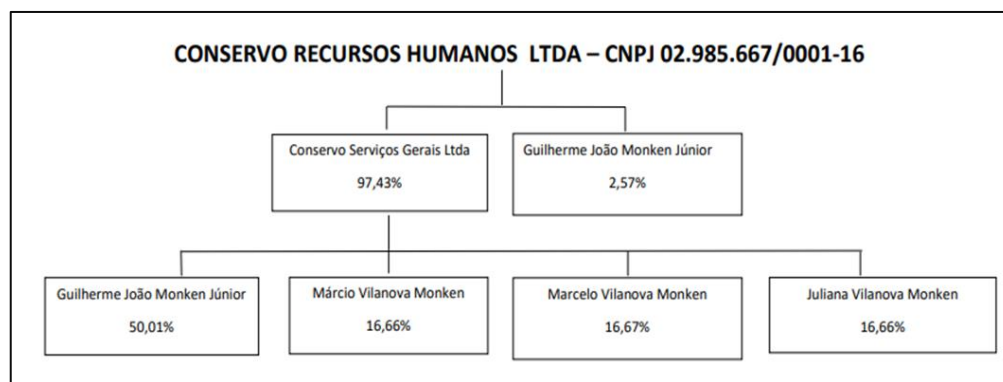 CONSERVO RECURSOS HUMANOS LTDA – CNPJ 02.985.667/0001-16
Conservo Serviços Gerais Ltda
97,43%
Guilherme João Monken Júnior
2,57%
Guilherme João Monken Júnior
50,01%
Márcio Vilanova Monken
16,66%
Marcelo Vilanova Monken
16,67%
Juliana Vilanova Monken
16,66%